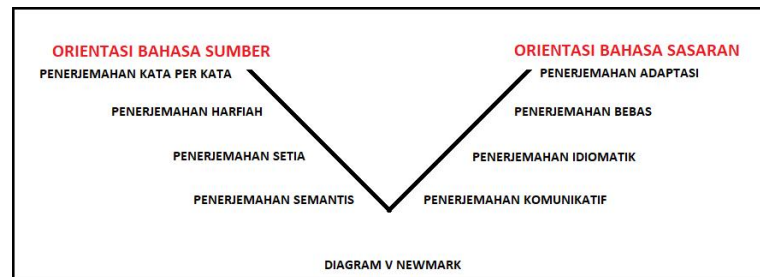 ORIENTASI BAHASA SUMBER
PENERJEMAHAN KATA PER KATA
PENERJEMAHAN HARFIAH
PENERJEMAHAN SETIA
PENERJEMAHAN SEMANTIS
ORIENTASI BAHASA SASARAN
PENERJEMAHAN ADAPTASI
PENERJEMAHAN BEBAS
PENERJEMAHAN IDIOMATIK
PENERJEMAHAN KOMUNIKATIF
DIAGRAM V NEWMARK